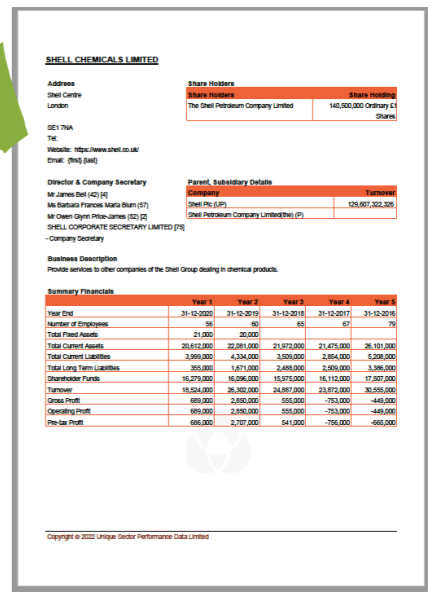 SHELL CHEMICALS LIMITED
Address
Shell Centre
London
SE1 7NA
Tel:
Website: https://www.shell.co.uk/
Email: {first}.{last}
Share Holders
Share Holders Share Holding
The Shell Petroleum Company Limited 140,500,000 Ordinary £1
Shares
Director & Company Secretary
Mr James Bell (42) [4]
Ms Barbara Frances Maria Blum (57)
Mr Owen Glynn Price-James (52) [2]
SHELL CORPORATE SECRETARY LIMITED [75]
- Company Secretary
Parent, Subsidiary Details
Company Turnover
Shell Plc (UP) 129,607,322,326
Shell Petroleum Company Limited(the) (P)
Business Description
Provide services to other companies of the Shell Group dealing in chemical products.
Summary Financials
Year 1 Year 2 Year 3 Year 4 Year 5
Year End 31-12-2020 31-12-2019 31-12-2018 31-12-2017 31-12-2016
Number of Employees 56 60 65 67 79
Total Fixed Assets 21,000 20,000
Total Current Assets 20,612,000 22,081,000 21,972,000 21,475,000 26,101,000
Total Current Liabilities 3,999,000 4,334,000 3,509,000 2,854,000 5,208,000
Total Long Term Liabilities 355,000 1,671,000 2,488,000 2,509,000 3,386,000
Shareholder Funds 16,279,000 16,096,000 15,975,000 16,112,000 17,507,000
Turnover 18,524,000 26,302,000 24,887,000 23,872,000 30,555,000
Gross Profit 689,000 2,850,000 555,000 -753,000 -449,000
Operating Profit 689,000 2,850,000 555,000 -753,000 -449,000
Pre-tax Profit 686,000 2,707,000 541,000 -756,000 -665,000
Copyright © 2022 Unique Sector Performance Data Limited